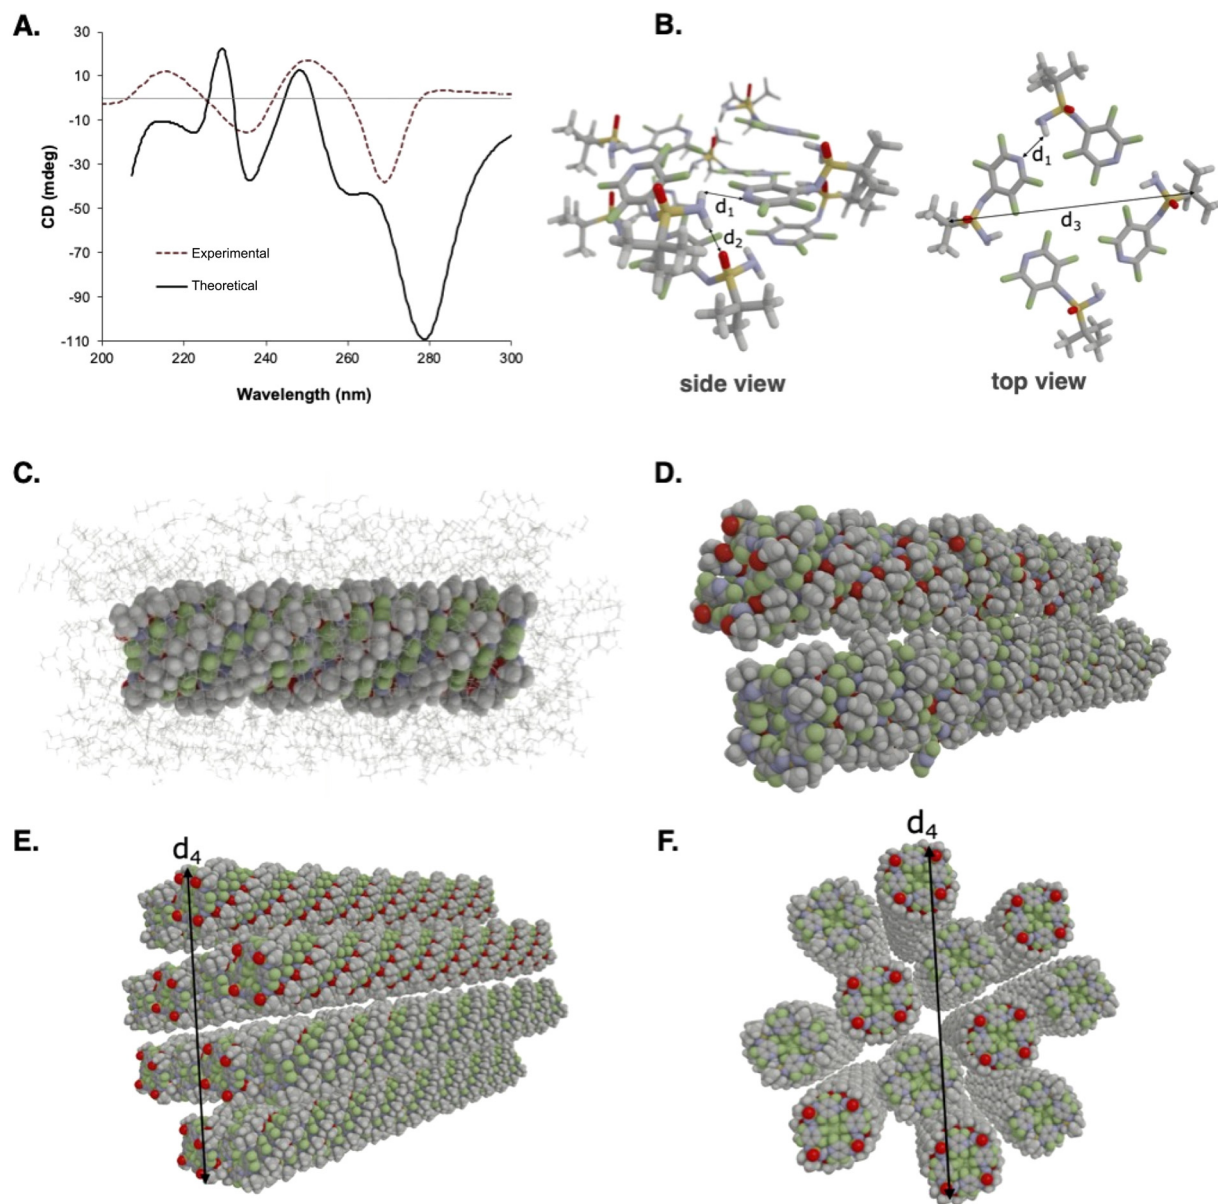 A.
B.
30
10
-10
-30
-50
-70
-90
-110
CD (mdeg)
Experimental
Theoretical
200
220
240
260
280
300
Wavelength (nm)
d1
d2
side view
d1
d3
top view
C.
D.
E.
d4
F.
d4